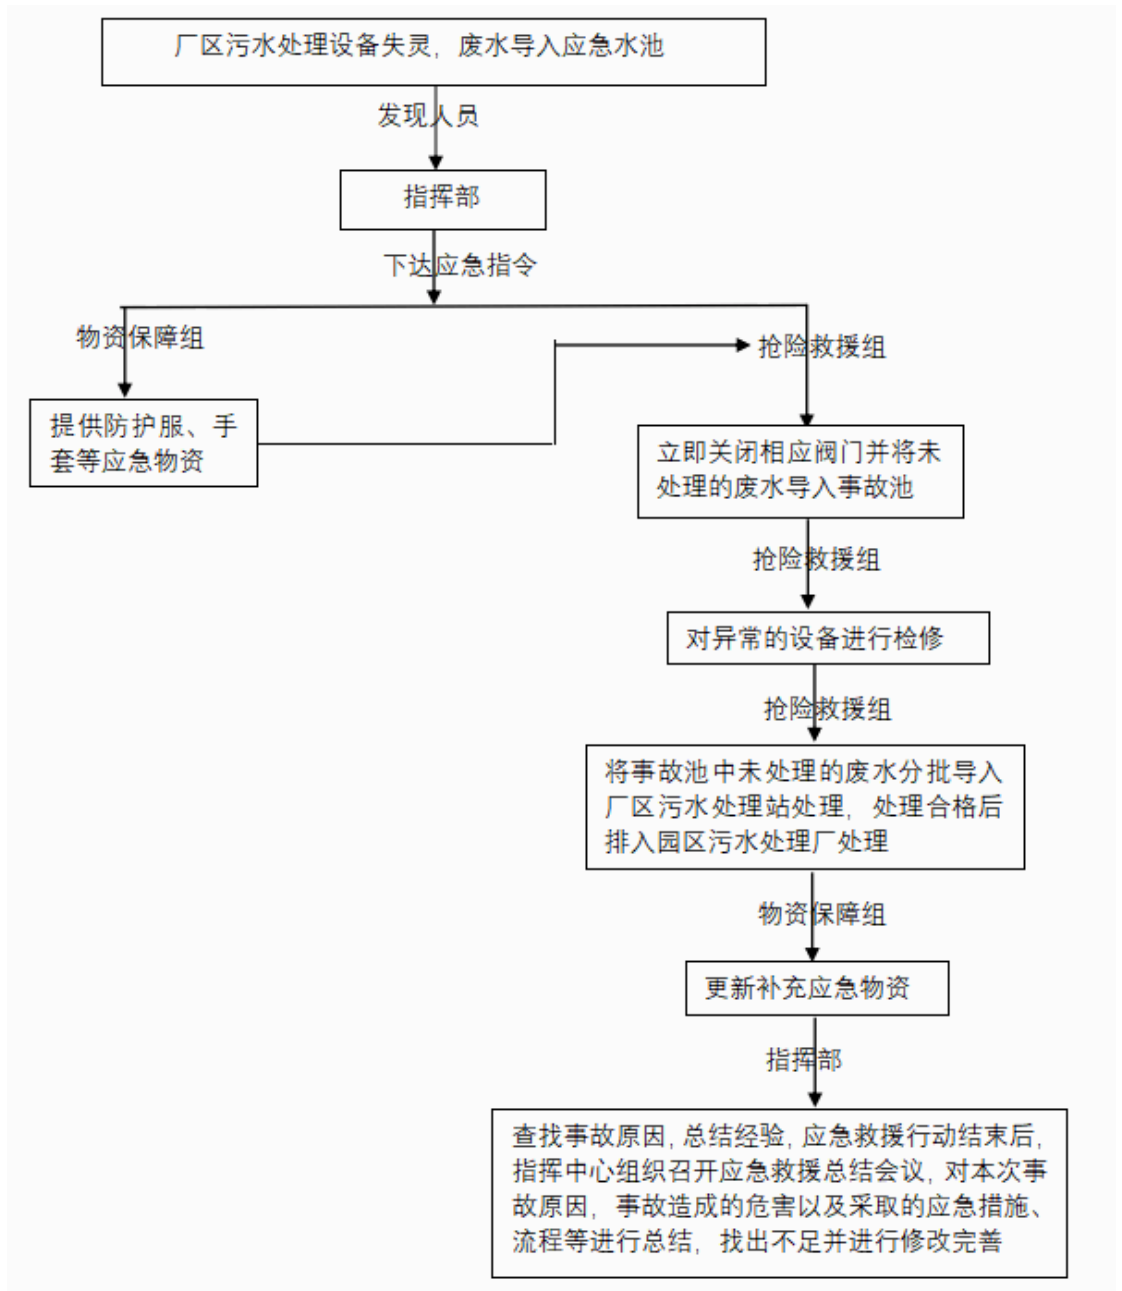 厂区污水处理设备失灵，废水导入应急水池
发现人员
指挥部
下达应急指令
物资保障组
抢险救援组
提供防护服、手
套等应急物资
立即关闭相应阀门并将未
处理的废水导入事故池
抢险救援组
对异常的设备进行检修
抢险救援组
将事故池中未处理的废水分批导入
厂区污水处理站处理，处理合格后
排入园区污水处理厂处理
物资保障组
更新补充应急物资
指挥部
查找事故原因，总结经验，应急救援行动结束后，
指挥中心组织召开应急救援总结会议，对本次事
故原因，事故造成的危害以及采取的应急措施、
流程等进行总结，找出不足并进行修改完善